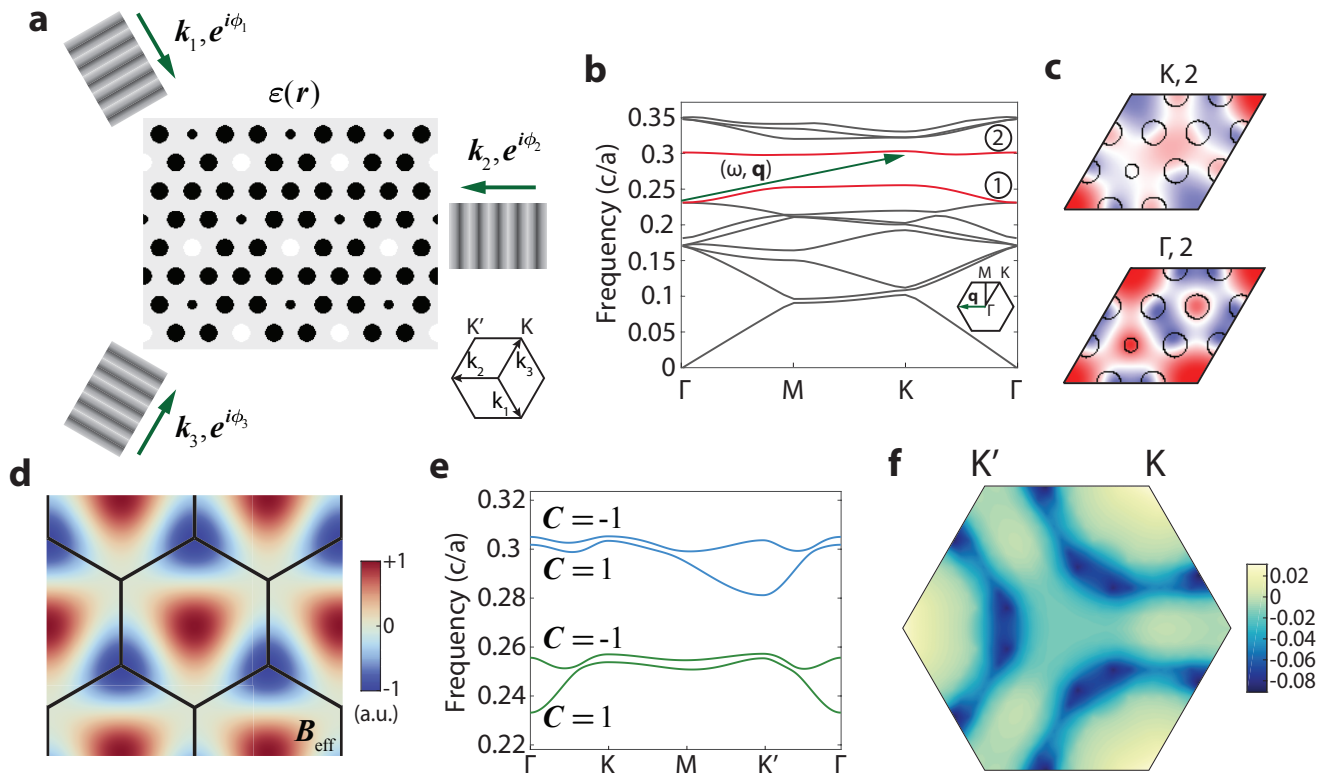 a
k₁, e^{iϕ₁}
ε(r)
k₂, e^{iϕ₂}
k₃, e^{iϕ₃}
K′ K
k₂ k₃
k₁
b
Frequency (c/a)
0.35
0.3
0.25
0.2
0.15
0.1
0.05
0
(ω, q)
2
1
M K
q
Γ
Γ M K Γ
c
K, 2
Γ, 2
d
+1
0
-1
(a.u.)
B_eff
e
Frequency (c/a)
0.32
0.3
0.28
0.26
0.24
0.22
C = -1
C = 1
C = -1
C = 1
Γ K M K′ Γ
f
K′ K
0.02
0
-0.02
-0.04
-0.06
-0.08